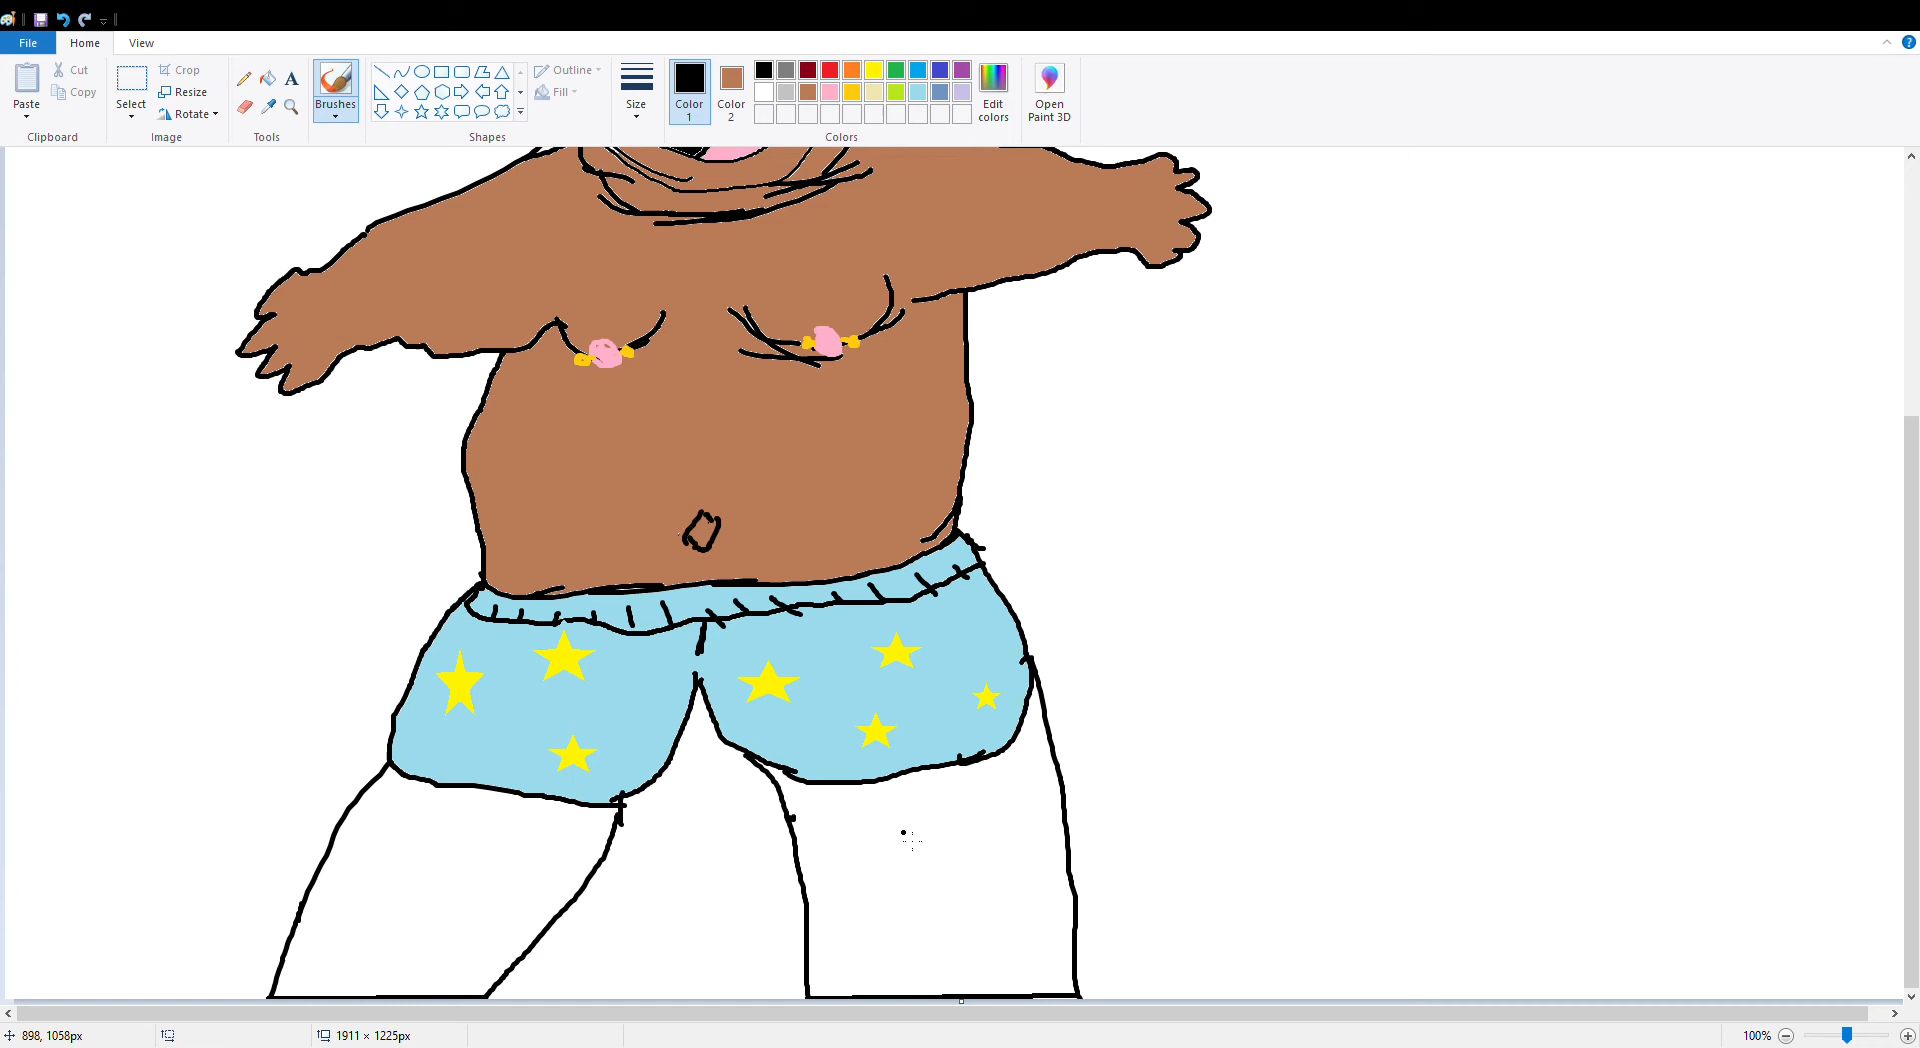 File Home View
Paste
Cut
Copy
Clipboard
Select
Crop
Resize
Rotate
Image
A
Tools
Brushes
Shapes
Outline
Fill
Size
Color 1
Color 2
Colors
Edit colors
Open Paint 3D
?
898, 1058px
1911 × 1225px
100%